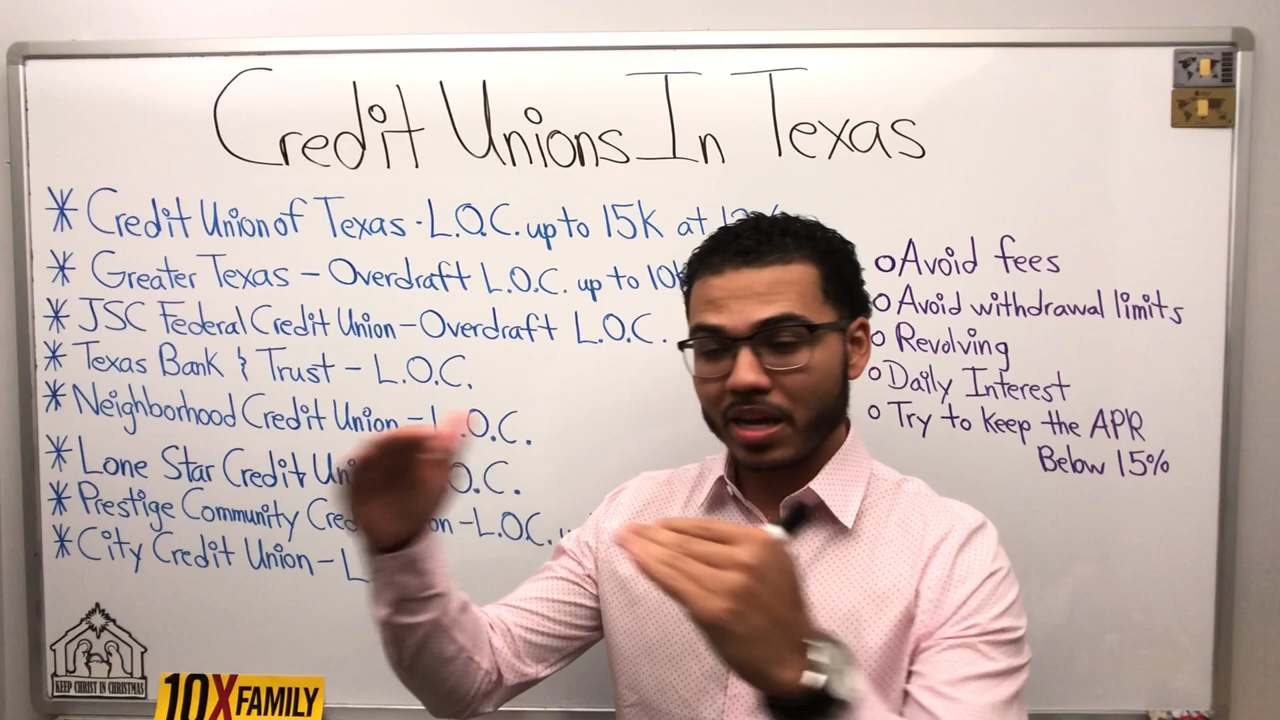 Credit Unions In Texas
* Credit Union of Texas - L.O.C. up to 15K at
* Greater Texas - Overdraft L.O.C. up to
* JSC Federal Credit Union - Overdraft L.O.C.
* Texas Bank & Trust - L.O.C.
* Neighborhood Credit Union - L.O.C.
* Lone Star Credit O.C.
* Prestige Community - L.O.C.
* City Credit Union - L
o Avoid fees
o Avoid withdrawal limits
o Revolving
o Daily Interest
o Try to keep the APR
Below 15%
KEEP CHRIST IN CHRISTMAS
10X FAMILY